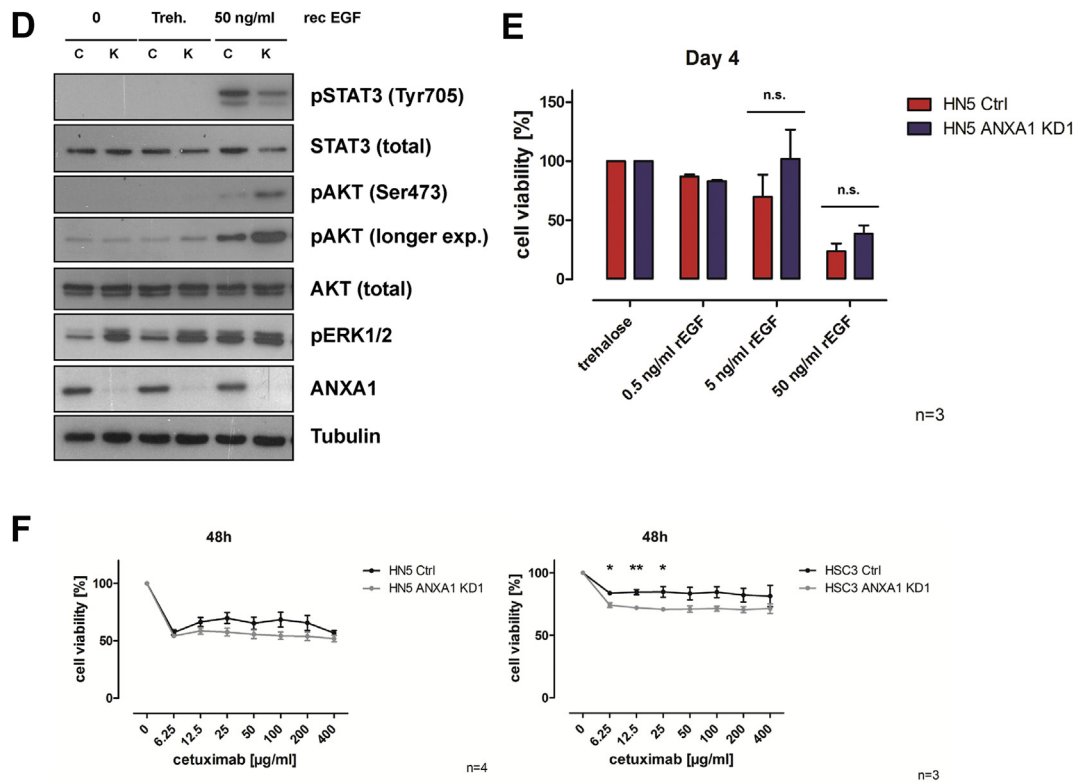 D
0 Treh. 50 ng/ml rec EGF
C K C K C K
pSTAT3 (Tyr705)
STAT3 (total)
pAKT (Ser473)
pAKT (longer exp.)
AKT (total)
pERK1/2
ANXA1
Tubulin
E
Day 4
HN5 Ctrl
HN5 ANXA1 KD1
n.s.
n.s.
cell viability [%]
150
100
50
0
trehalose
0.5 ng/ml rEGF
5 ng/ml rEGF
50 ng/ml rEGF
n=3
F
48h
HN5 Ctrl
HN5 ANXA1 KD1
cell viability [%]
100
50
0
0 6.25 12.5 25 50 100 200 400
cetuximab [µg/ml]
n=4
48h
* ** *
HSC3 Ctrl
HSC3 ANXA1 KD1
cell viability [%]
100
50
0
0 6.25 12.5 25 50 100 200 400
cetuximab [µg/ml]
n=3